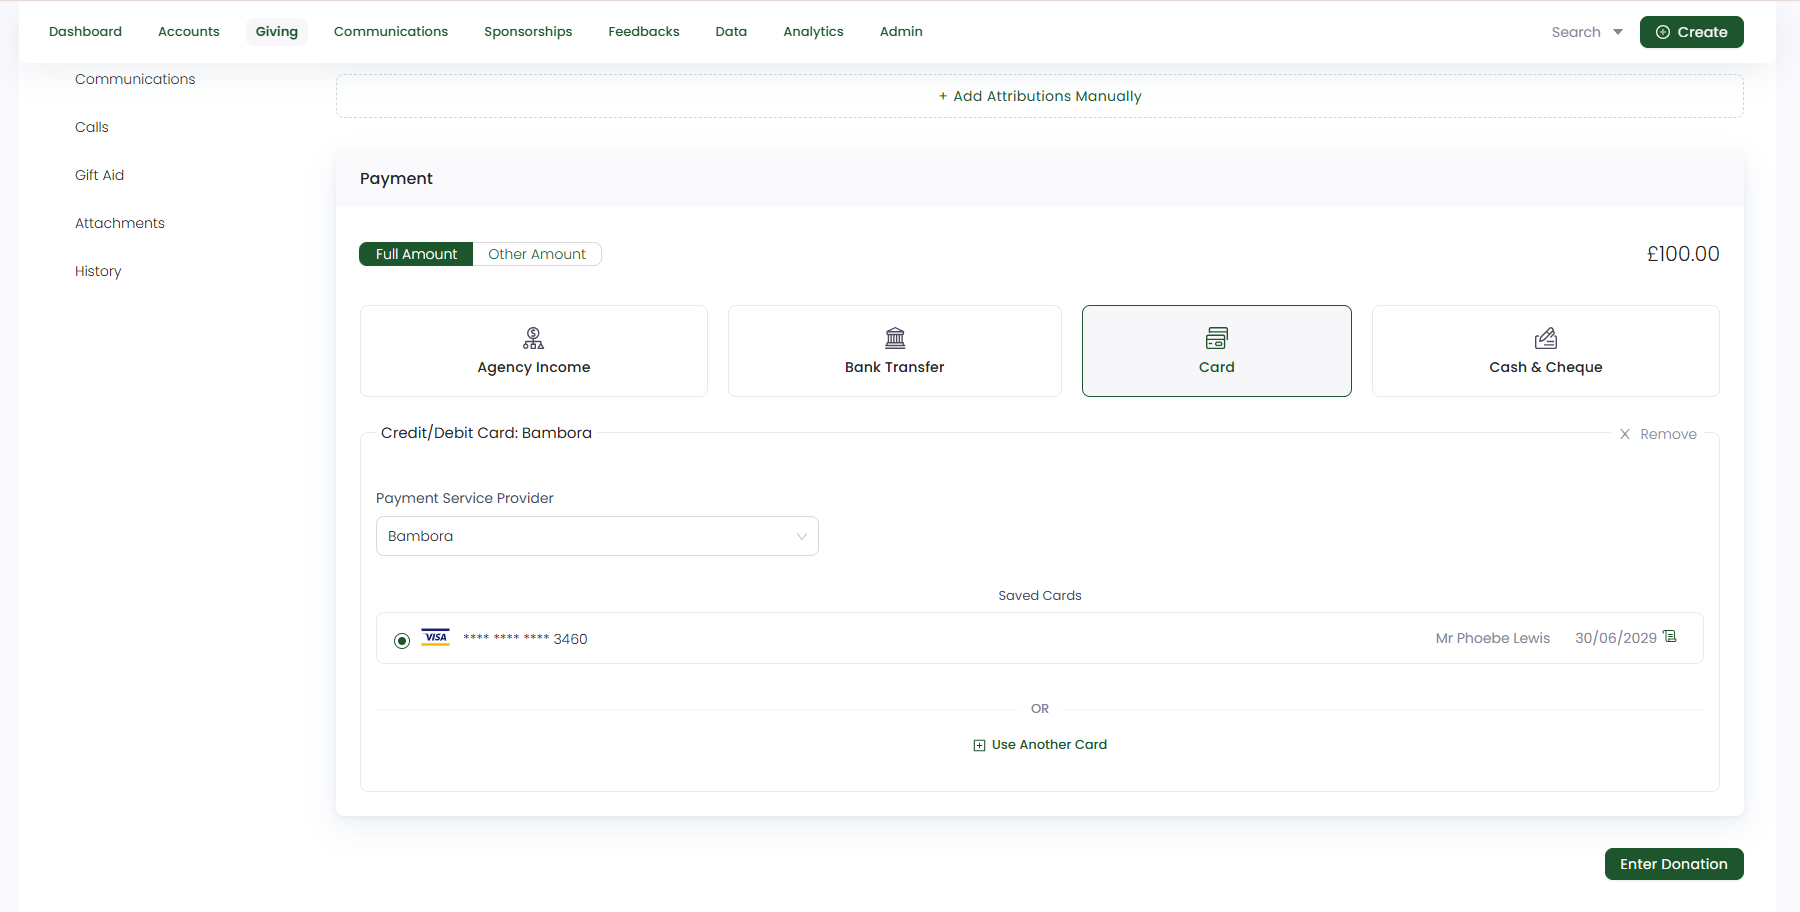 Dashboard Accounts Giving Communications Sponsorships Feedbacks Data Analytics Admin Search Create
Communications
Calls
Gift Aid
Attachments
History
+ Add Attributions Manually
Payment
Full Amount Other Amount £100.00
Agency Income Bank Transfer Card Cash & Cheque
Credit/Debit Card: Bambora X Remove
Payment Service Provider
Bambora
Saved Cards
VISA **** **** **** 3460 Mr Phoebe Lewis 30/06/2029
OR
Use Another Card
Enter Donation